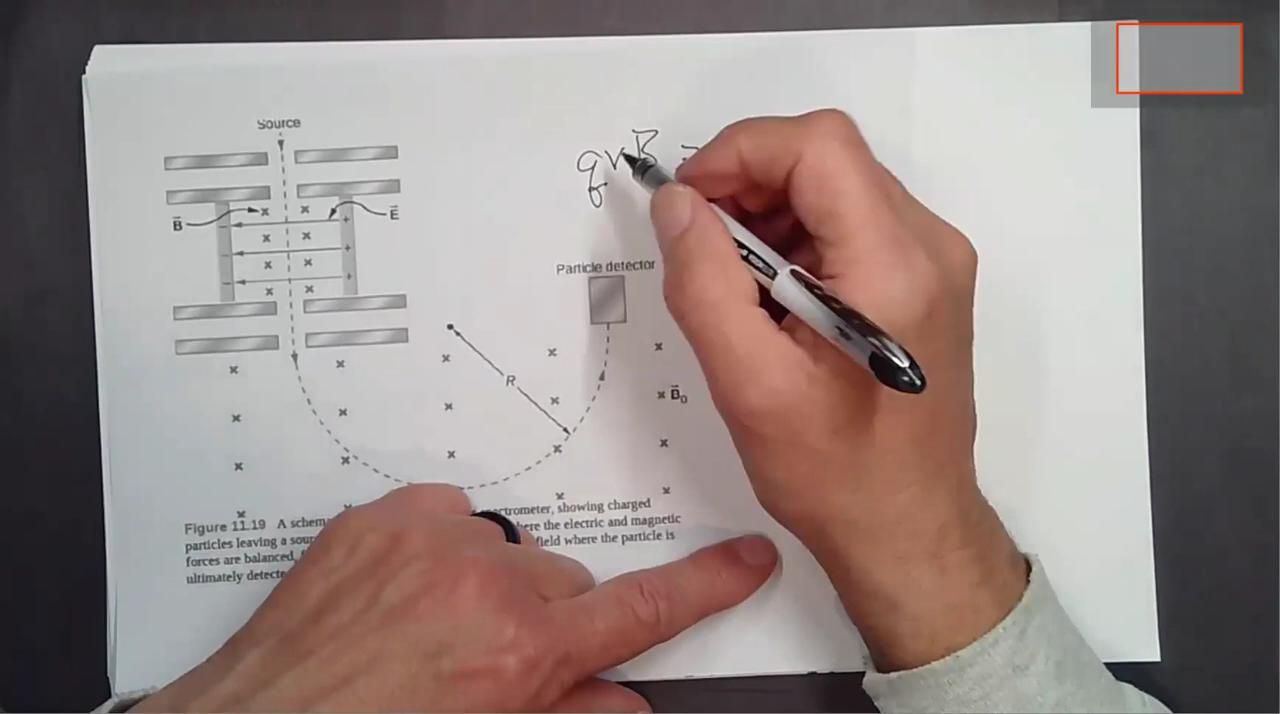 Source
qvB =
B
E
Particle detector
R
B₀
Figure 11.19 A schem ectrometer, showing charged
particles leaving a sour here the electric and magnetic
forces are balanced, field where the particle is
ultimately detecte